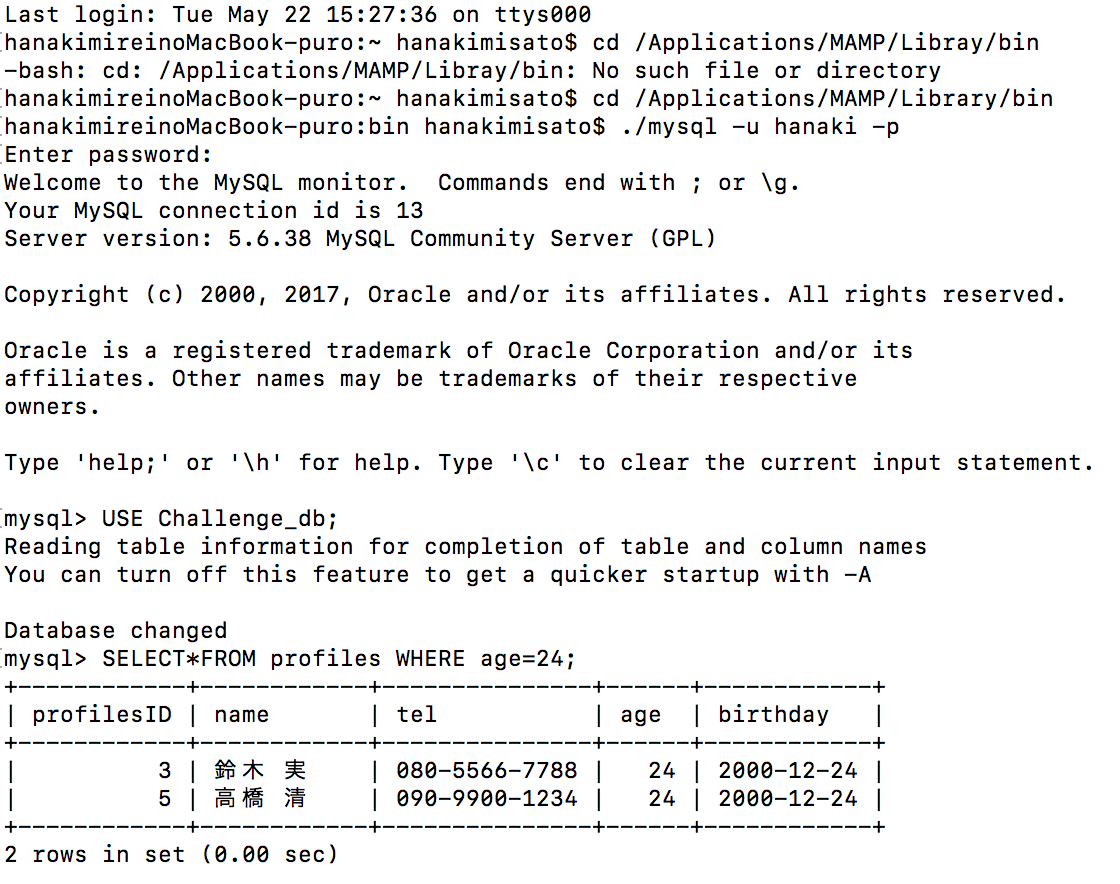 Last login: Tue May 22 15:27:36 on ttys000
hanakimireinoMacBook-puro:~ hanakimisato$ cd /Applications/MAMP/Libray/bin
-bash: cd: /Applications/MAMP/Libray/bin: No such file or directory
hanakimireinoMacBook-puro:~ hanakimisato$ cd /Applications/MAMP/Library/bin
hanakimireinoMacBook-puro:bin hanakimisato$ ./mysql -u hanaki -p
Enter password:
Welcome to the MySQL monitor.  Commands end with ; or \g.
Your MySQL connection id is 13
Server version: 5.6.38 MySQL Community Server (GPL)

Copyright (c) 2000, 2017, Oracle and/or its affiliates. All rights reserved.

Oracle is a registered trademark of Oracle Corporation and/or its
affiliates. Other names may be trademarks of their respective
owners.

Type 'help;' or '\h' for help. Type '\c' to clear the current input statement.

mysql> USE Challenge_db;
Reading table information for completion of table and column names
You can turn off this feature to get a quicker startup with -A

Database changed
mysql> SELECT*FROM profiles WHERE age=24;
+------------+------------+---------------+------+------------+
| profilesID | name       | tel           | age  | birthday   |
+------------+------------+---------------+------+------------+
|          3 | 鈴木 実    | 080-5566-7788 |   24 | 2000-12-24 |
|          5 | 高橋 清    | 090-9900-1234 |   24 | 2000-12-24 |
+------------+------------+---------------+------+------------+
2 rows in set (0.00 sec)